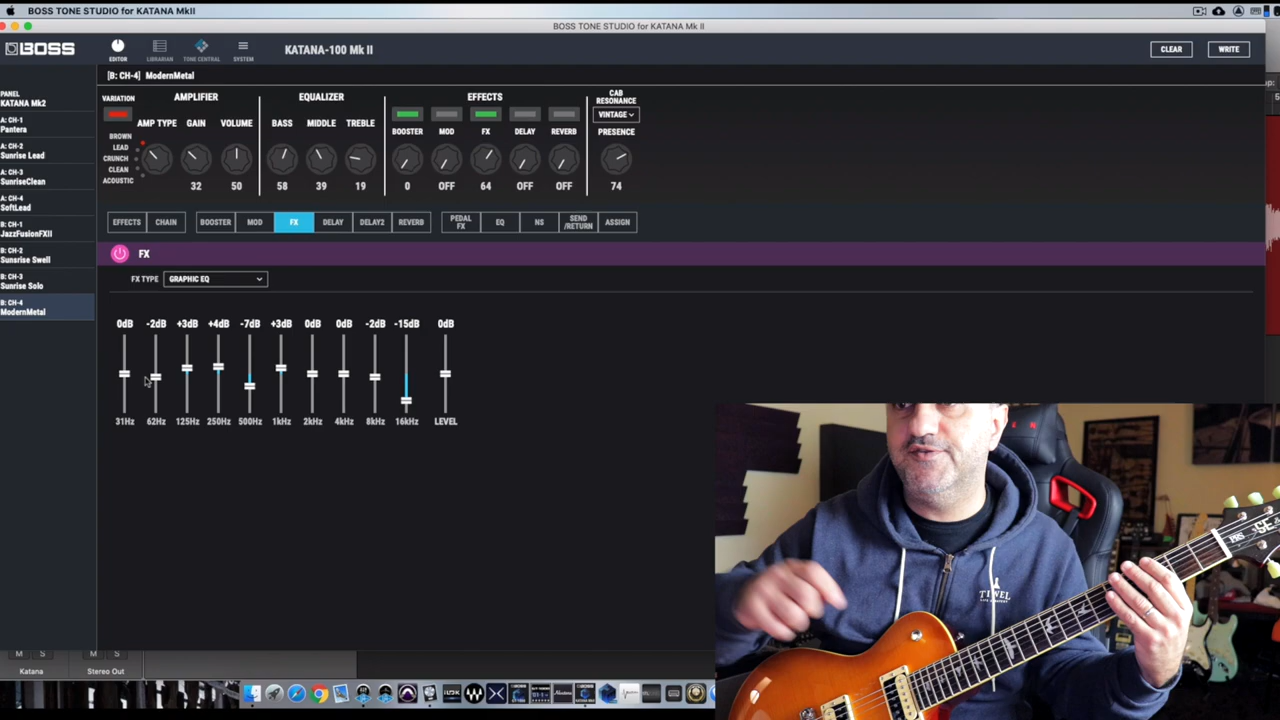 BOSS TONE STUDIO for KATANA MkII
BOSS TONE STUDIO for KATANA Mk II
BOSS
EDITOR
LIBRARIAN
TONE CENTRAL
SYSTEM
KATANA-100 Mk II
CLEAR
WRITE
[B: CH-4] ModernMetal
PANEL
KATANA Mk2
A: CH-1
Pantera
A: CH-2
Sunrise Lead
A: CH-3
SunriseClean
A: CH-4
SoftLead
B: CH-1
JazzFusionFXII
B: CH-2
Sunsrise Swell
B: CH-3
Sunrise Solo
B: CH-4
ModernMetal
VARIATION
AMPLIFIER
AMP TYPE GAIN VOLUME
BROWN
LEAD
CRUNCH
CLEAN
ACOUSTIC
32 50
EQUALIZER
BASS MIDDLE TREBLE
58 39 19
EFFECTS
BOOSTER MOD FX DELAY REVERB
0 OFF 64 OFF OFF
CAB
RESONANCE
VINTAGE
PRESENCE
74
EFFECTS CHAIN BOOSTER MOD FX DELAY DELAY2 REVERB
PEDAL
FX
EQ
NS
SEND
/RETURN
ASSIGN
FX
FX TYPE GRAPHIC EQ
0dB -2dB +3dB +4dB -7dB +3dB 0dB 0dB -2dB -15dB 0dB
31Hz 62Hz 125Hz 250Hz 500Hz 1kHz 2kHz 4kHz 8kHz 16kHz LEVEL
M S M S
Katana Stereo Out
TIWEL
SE
PRS